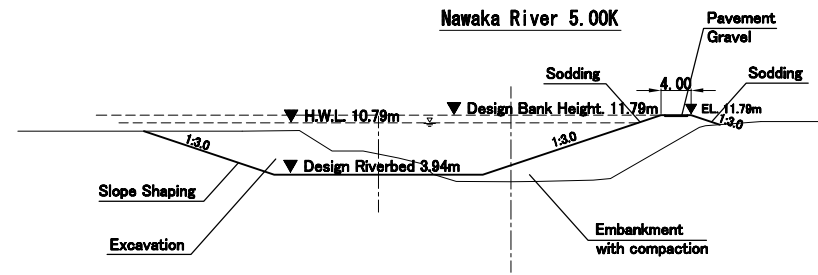 Nawaka River 5.00K
Pavement
Gravel
Sodding
4.00
Sodding
H.W.L. 10.79m
Design Bank Height. 11.79m
EL. 11.79m
1:3.0
1:3.0
1:3.0
Design Riverbed 3.94m
Slope Shaping
Excavation
Embankment
with compaction